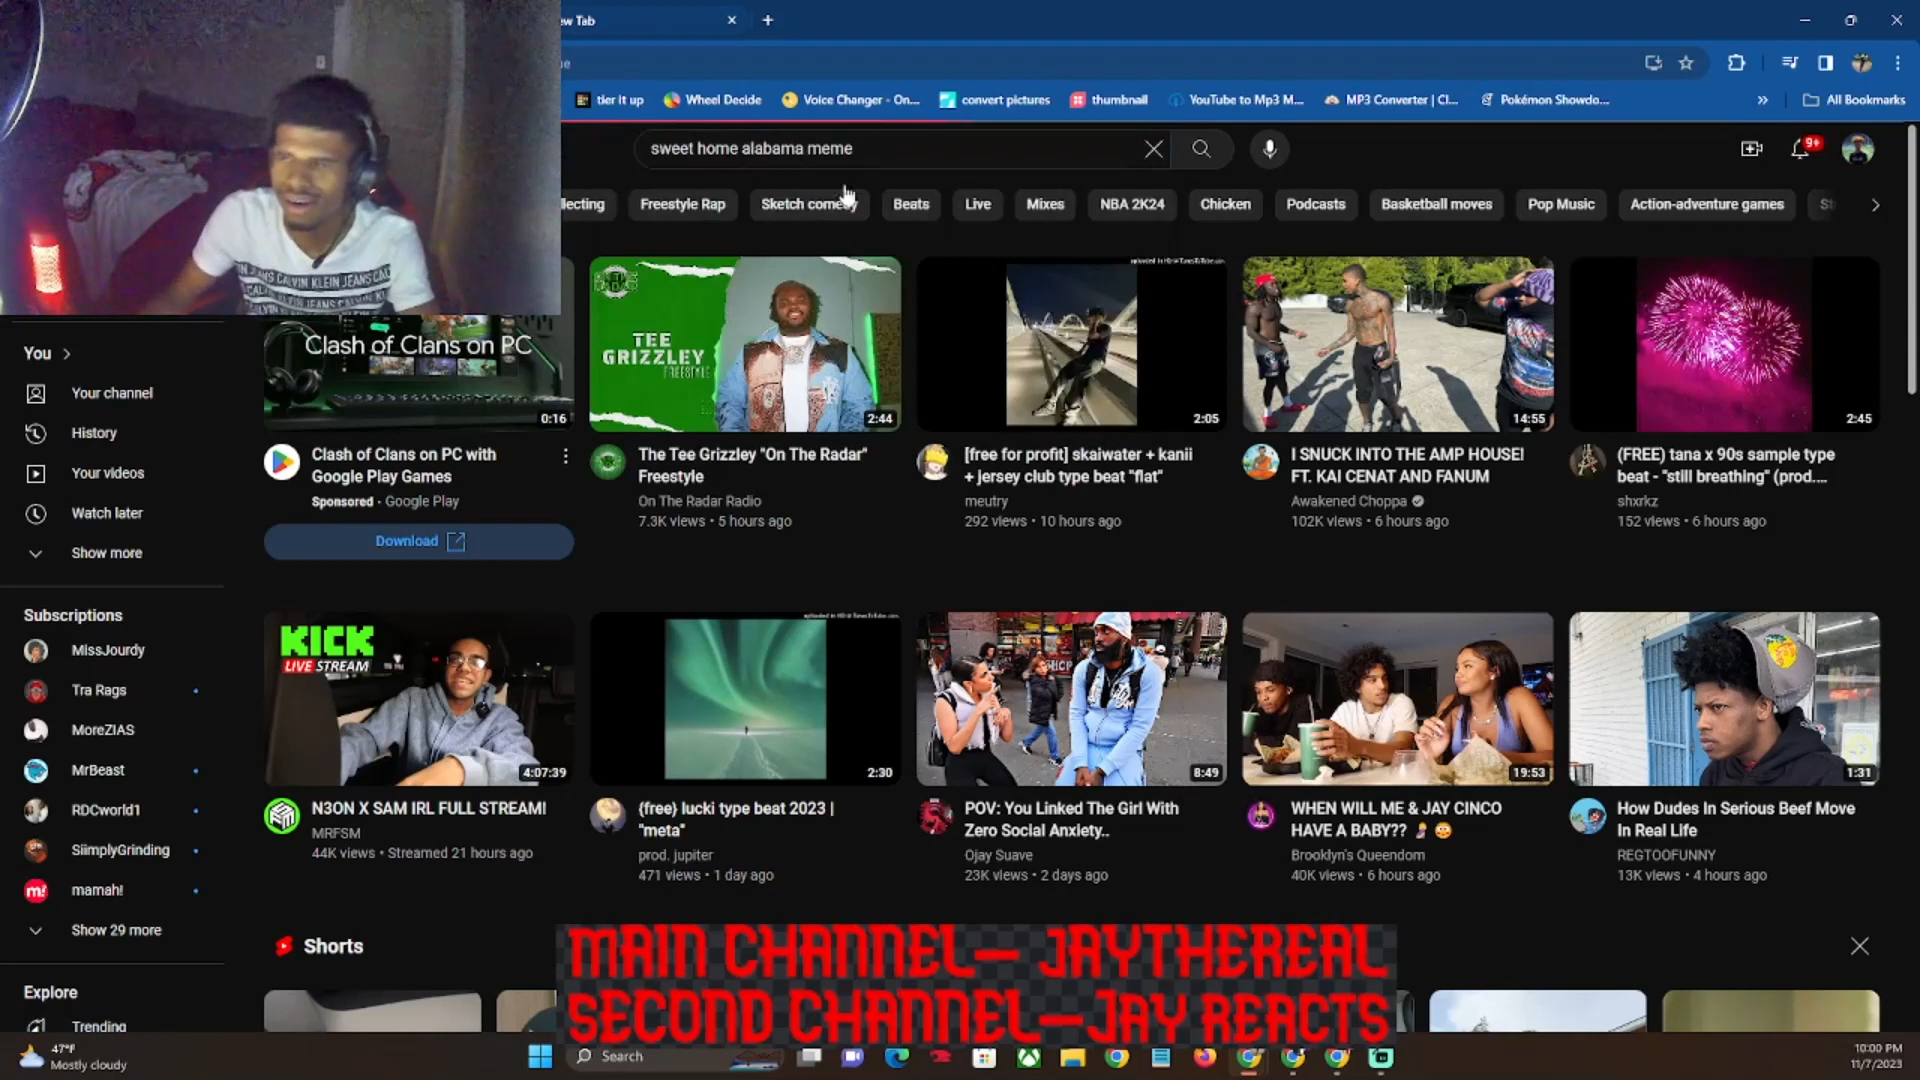 ew Tab
tier it up
Wheel Decide
Voice Changer - On...
convert pictures
thumbnail
YouTube to Mp3 M...
MP3 Converter | Cl...
Pokémon Showdo...
All Bookmarks
sweet home alabama meme
9+
llecting
Freestyle Rap
Sketch comedy
Beats
Live
Mixes
NBA 2K24
Chicken
Podcasts
Basketball moves
Pop Music
Action-adventure games
CALVIN KLEIN JEANS
You
Your channel
History
Your videos
Watch later
Show more
Clash of Clans on PC
0:16
TEE
GRIZZLEY
FREESTYLE
2:44
2:05
14:55
2:45
Clash of Clans on PC with
Google Play Games
Sponsored · Google Play
Download
The Tee Grizzley "On The Radar"
Freestyle
On The Radar Radio
7.3K views • 5 hours ago
[free for profit] skaiwater + kanii
+ jersey club type beat "flat"
meutry
292 views • 10 hours ago
I SNUCK INTO THE AMP HOUSE!
FT. KAI CENAT AND FANUM
Awakened Choppa
102K views • 6 hours ago
(FREE) tana x 90s sample type
beat - "still breathing" (prod....
shxrkz
152 views • 6 hours ago
Subscriptions
MissJourdy
Tra Rags
MoreZIAS
MrBeast
RDCworld1
SiimplyGrinding
mamah!
Show 29 more
KICK
LIVE STREAM
4:07:39
2:30
8:49
19:53
1:31
N3ON X SAM IRL FULL STREAM!
MRFSM
44K views • Streamed 21 hours ago
(free) lucki type beat 2023 |
"meta"
prod. jupiter
471 views • 1 day ago
POV: You Linked The Girl With
Zero Social Anxiety..
Ojay Suave
23K views • 2 days ago
WHEN WILL ME & JAY CINCO
HAVE A BABY??
Brooklyn's Queendom
40K views • 6 hours ago
How Dudes In Serious Beef Move
In Real Life
REGTOOFUNNY
13K views • 4 hours ago
Shorts
Explore
Trending
MAIN CHANNEL— JAYTHEREAL
SECOND CHANNEL—JAY REACTS
47°F
Mostly cloudy
Search
10:00 PM
11/7/2023